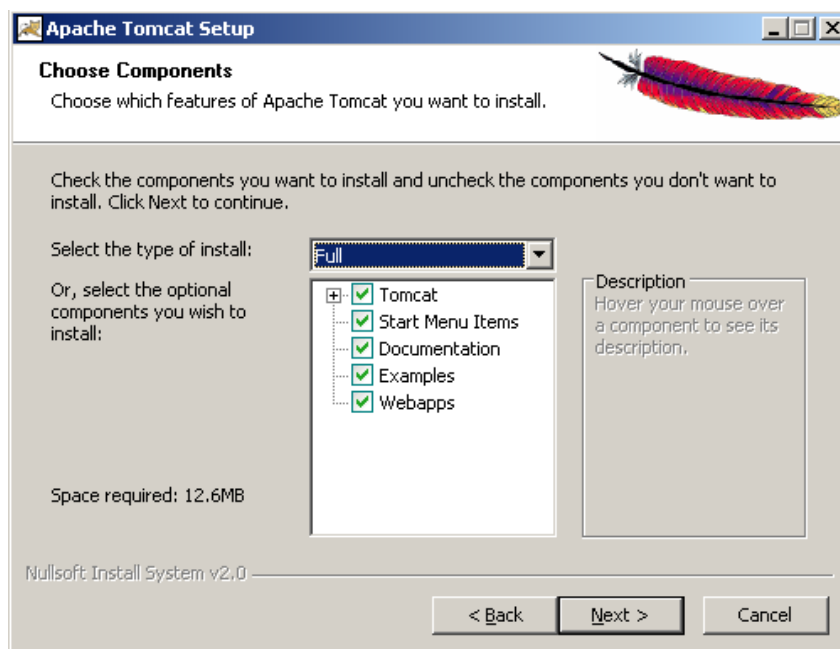 Apache Tomcat Setup
Choose Components
Choose which features of Apache Tomcat you want to install.
Check the components you want to install and uncheck the components you don't want to
install. Click Next to continue.
Select the type of install:
Full
Or, select the optional
components you wish to
install:
Tomcat
Start Menu Items
Documentation
Examples
Webapps
Description
Hover your mouse over
a component to see its
description.
Space required: 12.6MB
Nullsoft Install System v2.0
< Back
Next >
Cancel